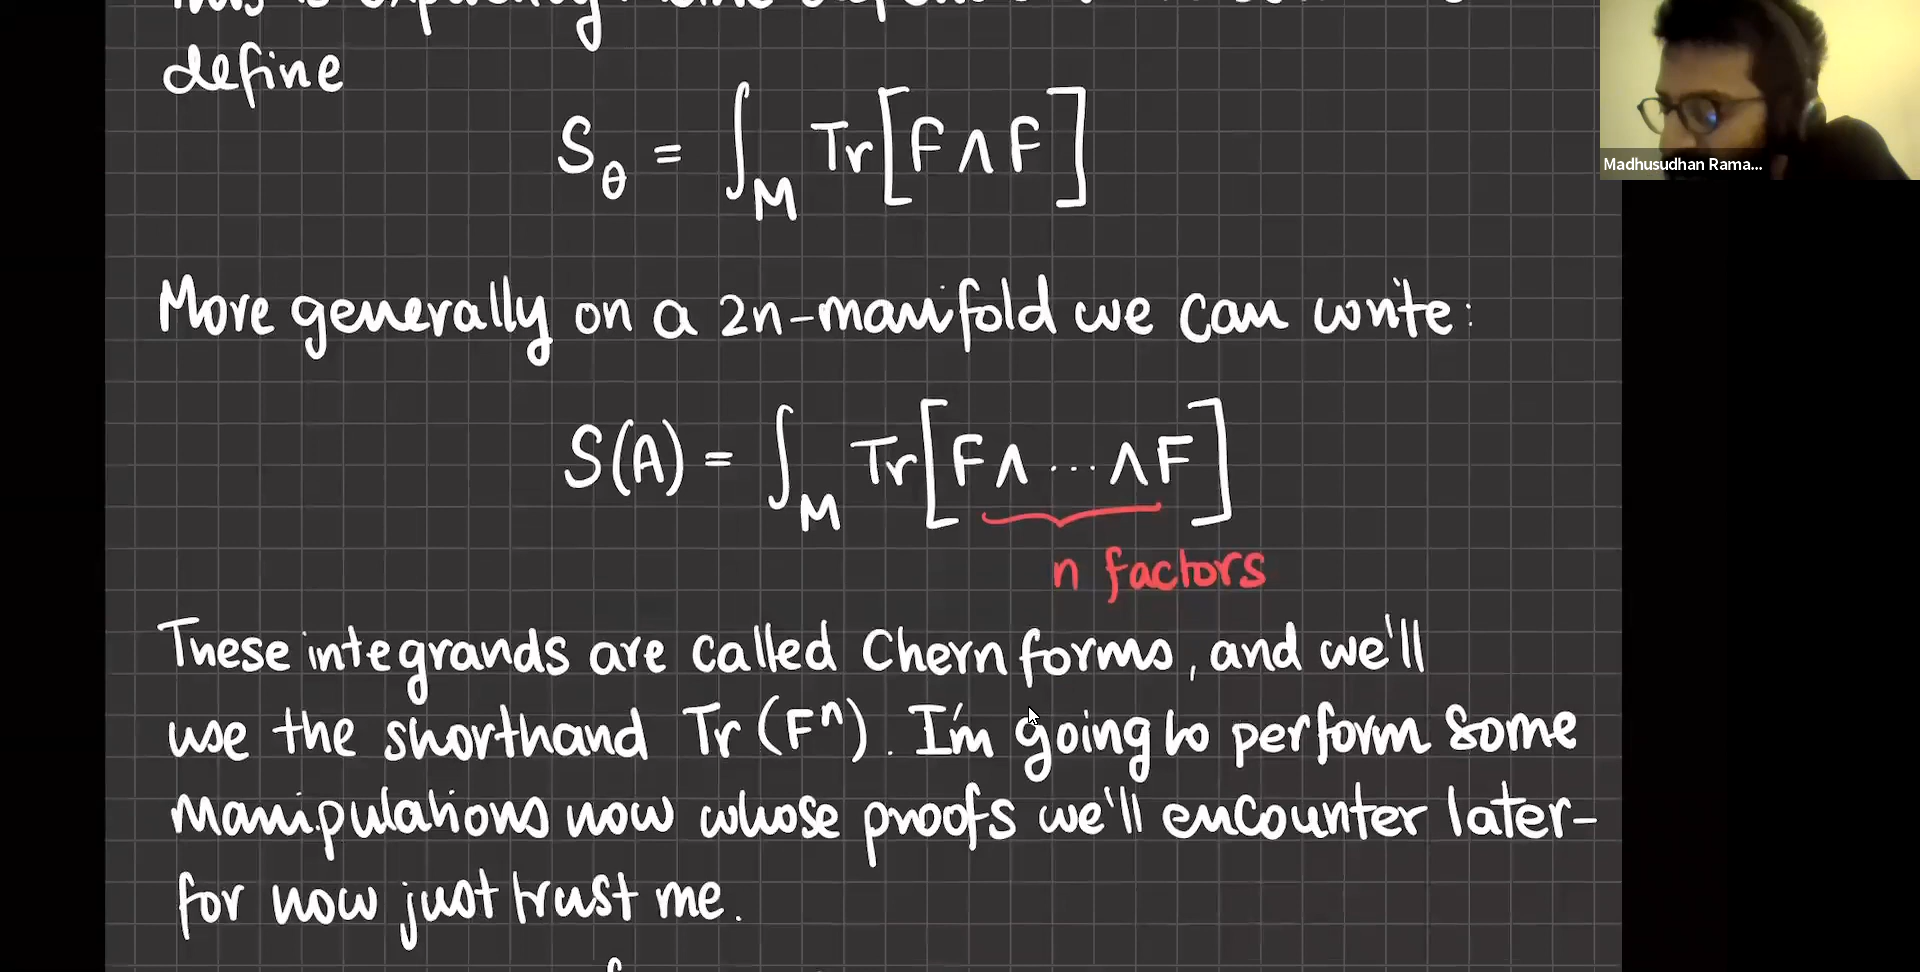 define
S_θ = ∫_M Tr[F ∧ F]
Madhusudhan Rama...
More generally on a 2n-manifold we can write:
S(A) = ∫_M Tr[F ∧ ... ∧ F]
n factors
These integrands are called Chern forms, and we'll
use the shorthand Tr (Fⁿ). I'm going to perform some
manipulations now whose proofs we'll encounter later-
for now just trust me.